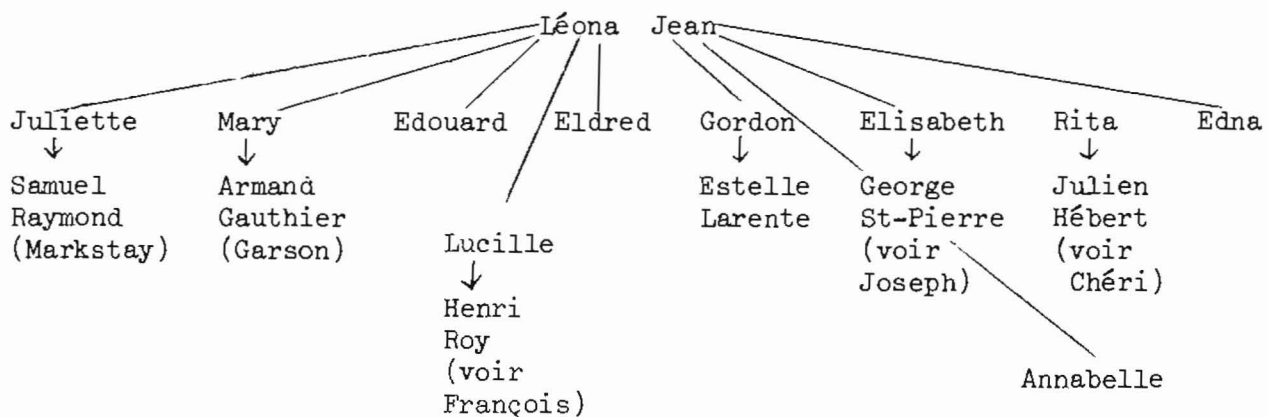 Léona Jean
Juliette Mary Edouard Eldred Gordon Elisabeth Rita Edna
↓ ↓ ↓ ↓ ↓
Samuel
Raymond
(Markstay)
Armand
Gauthier
(Garson)
Lucille
↓
Henri
Roy
(voir
François)
Estelle
Larente
George
St-Pierre
(voir
Joseph)
Julien
Hébert
(voir
Chéri)
Annabelle